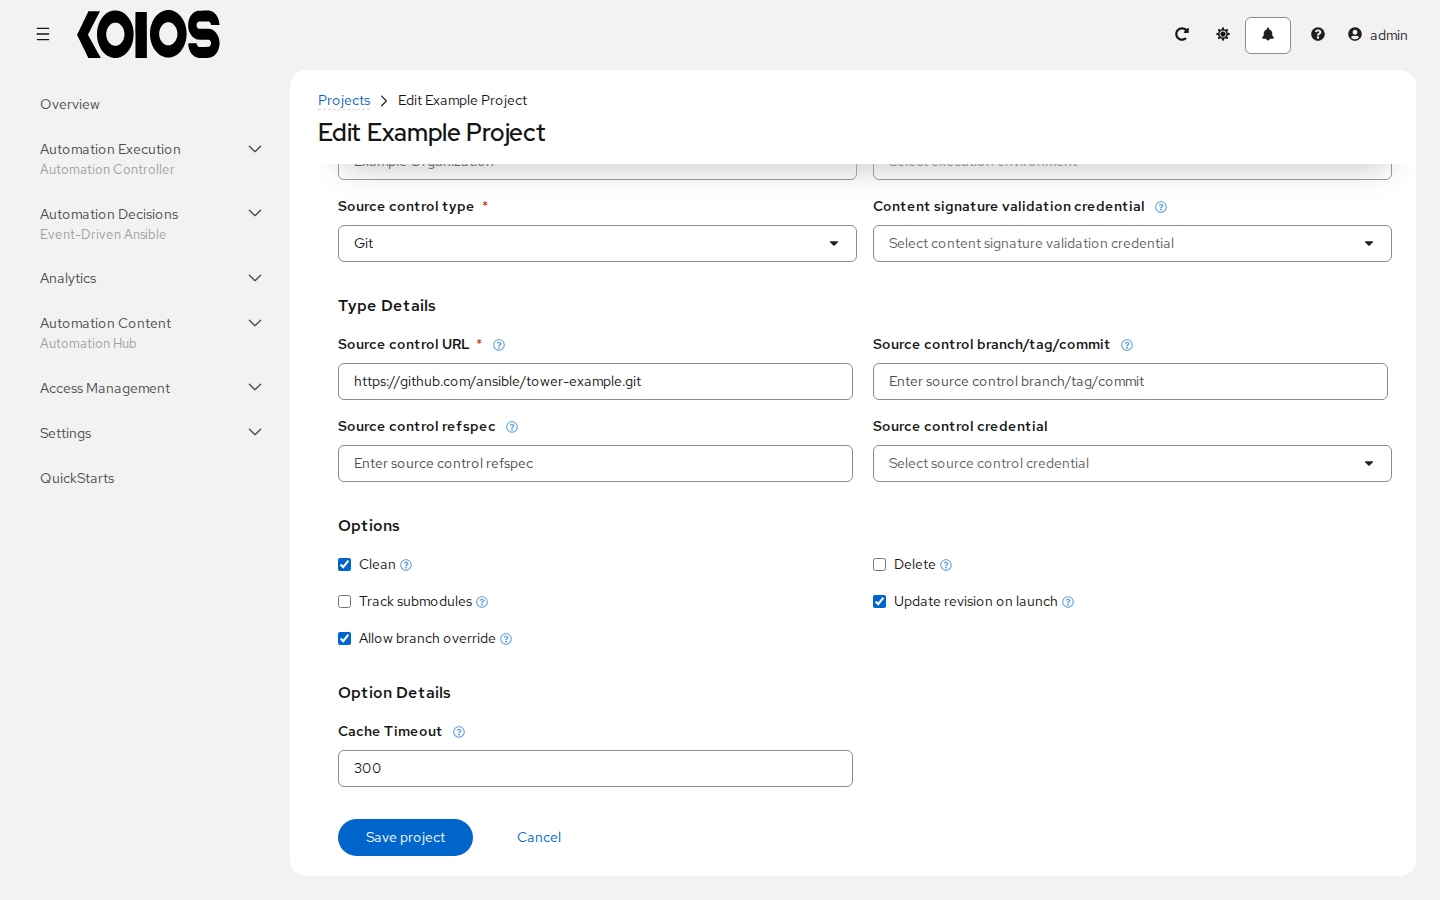 KOIOS
admin
Overview
Automation Execution
Automation Controller
Automation Decisions
Event-Driven Ansible
Analytics
Automation Content
Automation Hub
Access Management
Settings
QuickStarts
Projects > Edit Example Project
Edit Example Project
Example Organization
Select execution environment
Source control type *
Content signature validation credential
Git
Select content signature validation credential
Type Details
Source control URL *
Source control branch/tag/commit
https://github.com/ansible/tower-example.git
Enter source control branch/tag/commit
Source control refspec
Source control credential
Enter source control refspec
Select source control credential
Options
Clean
Delete
Track submodules
Update revision on launch
Allow branch override
Option Details
Cache Timeout
300
Save project
Cancel